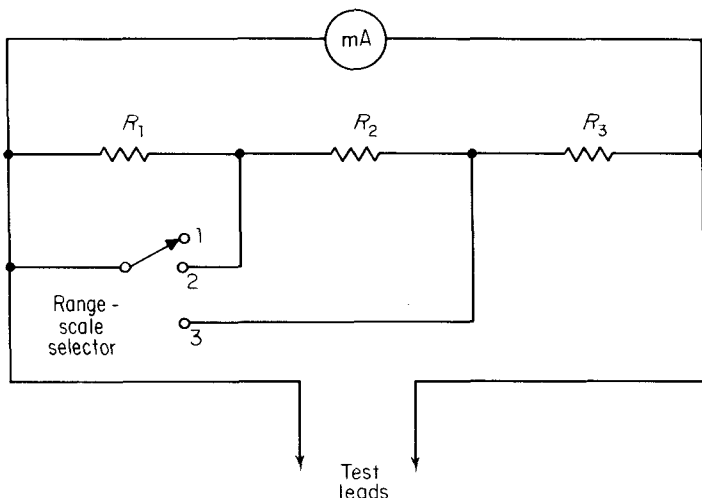 mA
R1
R2
R3
1
2
3
Range-
scale
selector
Test
leads